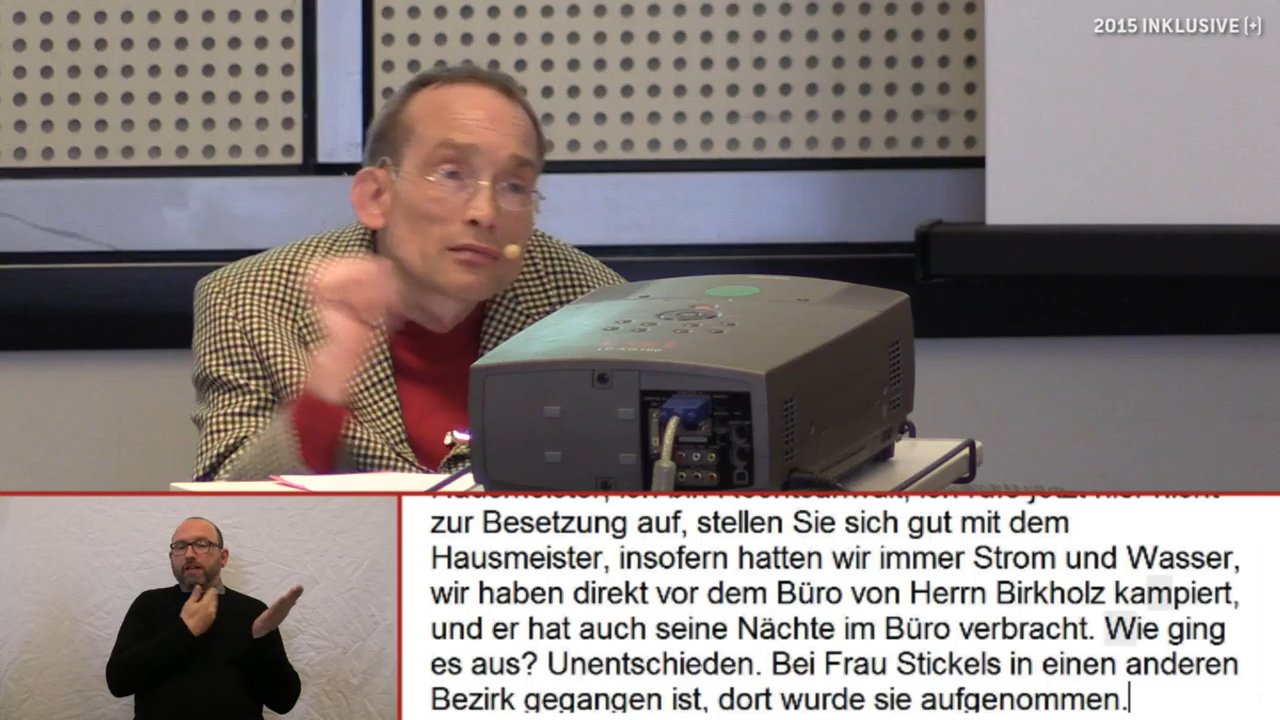 2015 INKLUSIVE [+]
zur Besetzung auf, stellen Sie sich gut mit dem
Hausmeister, insofern hatten wir immer Strom und Wasser,
wir haben direkt vor dem Büro von Herrn Birkholz kampiert,
und er hat auch seine Nächte im Büro verbracht. Wie ging
es aus? Unentschieden. Bei Frau Stickels in einen anderen
Bezirk gegangen ist, dort wurde sie aufgenommen.